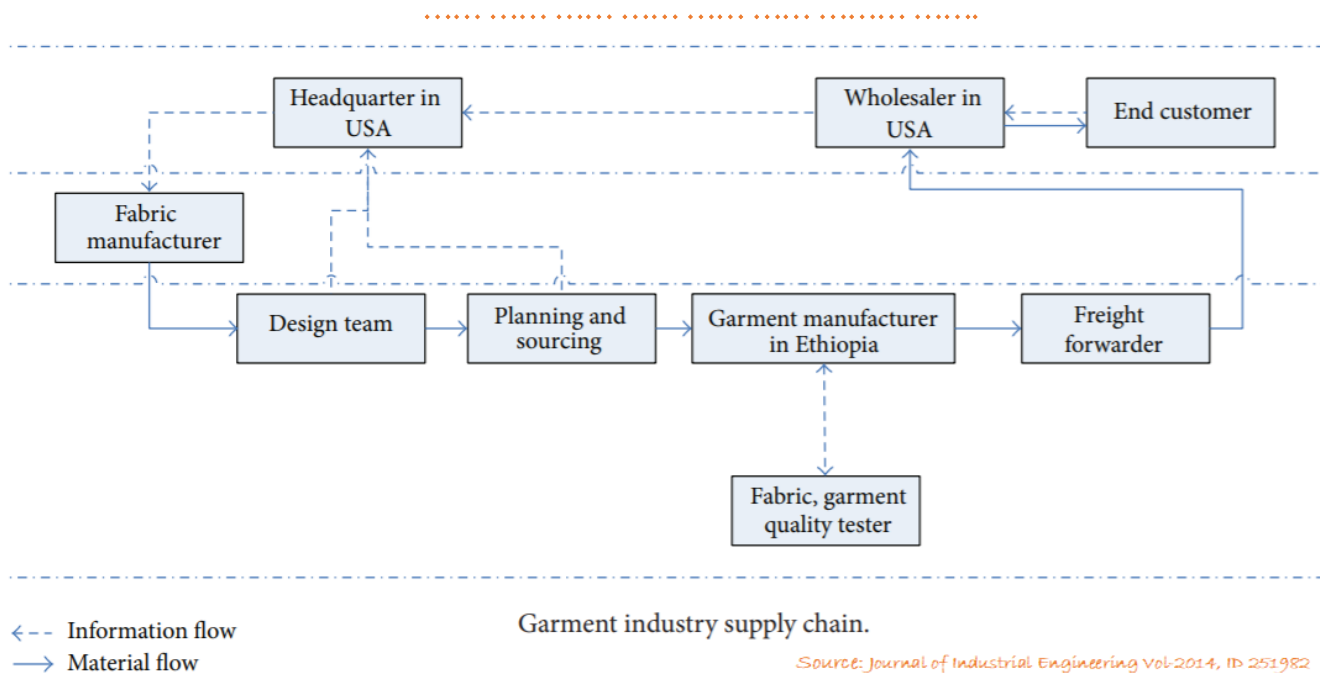 Headquarter in
USA
Wholesaler in
USA
End customer
Fabric
manufacturer
Design team
Planning and
sourcing
Garment manufacturer
in Ethiopia
Freight
forwarder
Fabric, garment
quality tester
Information flow
Material flow
Garment industry supply chain.
Source: Journal of Industrial Engineering Vol-2014, ID 251982